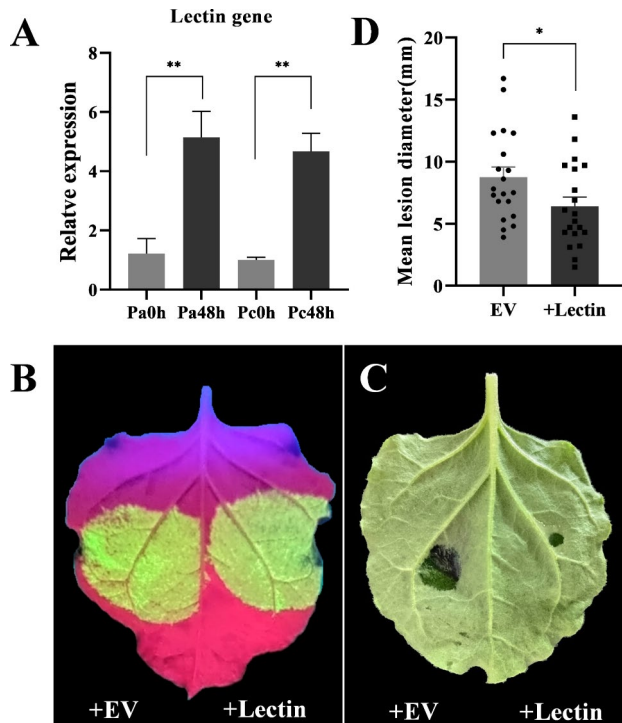 A
Lectin gene
**
**
Relatve expression
8
6
4
2
0
Pa0h Pa48h Pc0h Pc48h
D
*
Mean lesion diameter(mm)
20
15
10
5
0
EV +Lectin
B
+EV +Lectin
C
+EV +Lectin